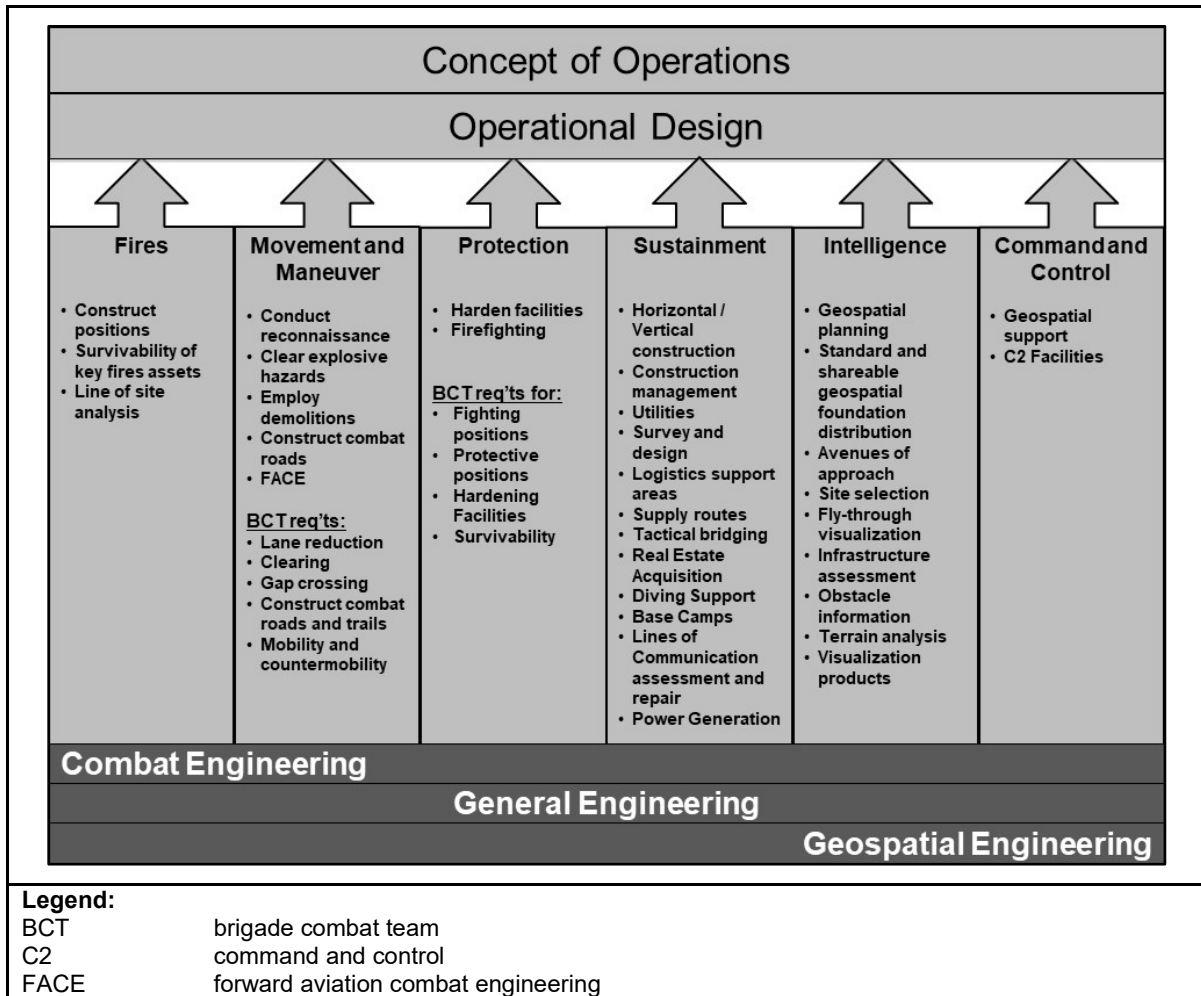 Concept of Operations
Operational Design
Fires
• Construct
positions
• Survivability of
key fires assets
• Line of site
analysis
Movement and
Maneuver
• Conduct
reconnaissance
• Clear explosive
hazards
• Employ
demolitions
• Construct combat
roads
• FACE
BCT req'ts:
• Lane reduction
• Clearing
• Gap crossing
• Construct combat
roads and trails
• Mobility and
countermobility
Protection
• Harden facilities
• Firefighting
BCT req'ts for:
• Fighting
positions
• Protective
positions
• Hardening
Facilities
• Survivability
Sustainment
• Horizontal /
Vertical
construction
• Construction
management
• Utilities
• Survey and
design
• Logistics support
areas
• Supply routes
• Tactical bridging
• Real Estate
Acquisition
• Diving Support
• Base Camps
• Lines of
Communication
assessment and
repair
• Power Generation
Intelligence
• Geospatial
planning
• Standard and
shareable
geospatial
foundation
distribution
• Avenues of
approach
• Site selection
• Fly-through
visualization
• Infrastructure
assessment
• Obstacle
information
• Terrain analysis
• Visualization
products
Command and
Control
• Geospatial
support
• C2 Facilities
Combat Engineering
General Engineering
Geospatial Engineering
Legend:
BCT brigade combat team
C2 command and control
FACE forward aviation combat engineering